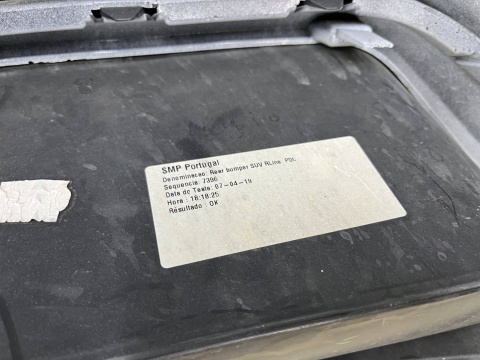 SMP Portugal
Denominacao: Rear bumper SUV RLine PDL
Sequencia: 7396
Data do Teste: 07-04-19
Hora : 18:18:25
Resultado : OK